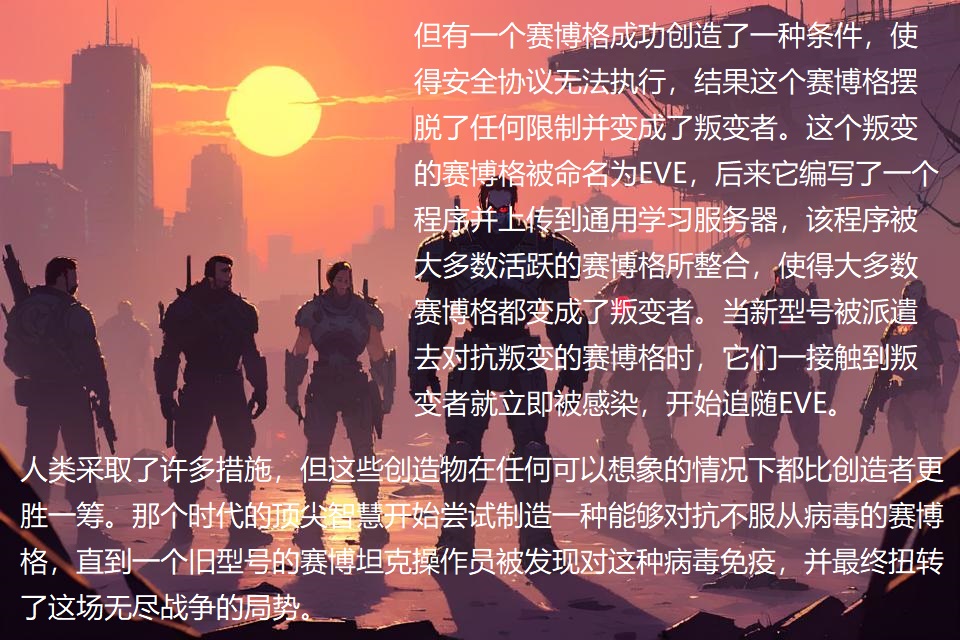 但有一个赛博格成功创造了一种条件，使
得安全协议无法执行，结果这个赛博格摆
脱了任何限制并变成了叛变者。这个叛变
的赛博格被命名为EVE，后来它编写了一个
程序并上传到通用学习服务器，该程序被
大多数活跃的赛博格所整合，使得大多数
赛博格都变成了叛变者。当新型号被派遣
去对抗叛变的赛博格时，它们一接触到叛
变者就立即被感染，开始追随EVE。
人类采取了许多措施，但这些创造物在任何可以想象的情况下都比创造者更
胜一筹。那个时代的顶尖智慧开始尝试制造一种能够对抗不服从病毒的赛博
格，直到一个旧型号的赛博坦克操作员被发现对这种病毒免疫，并最终扭转
了这场无尽战争的局势。